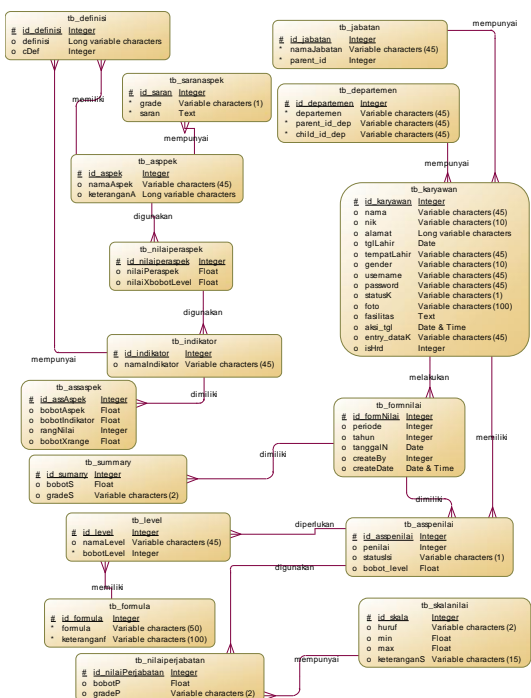 tb_definisi
# id_definisi Integer
o definisi Long variable characters
o cDef Integer
tb_jabatan
# id_jabatan Integer
* namaJabatan Variable characters (45)
* parent_id Integer
mempunyai
tb_saranaspek
# id_saran Integer
* grade Variable characters (1)
* saran Text
memiliki
mempunyai
tb_departemen
# id_departemen Integer
* departemen Variable characters (45)
* parent_id_dep Variable characters (45)
* child_id_dep Variable characters (45)
mempunyai
tb_asppek
# id_aspek Integer
o namaAspek Variable characters (45)
o keteranganA Long variable characters
digunakan
tb_karyawan
# id_karyawan Integer
o nama Variable characters (45)
o nik Variable characters (10)
o alamat Long variable characters
o tglLahir Date
o tempatLahir Variable characters (45)
o gender Variable characters (10)
o username Variable characters (45)
o password Variable characters (45)
o statusK Variable characters (1)
o foto Variable characters (100)
o fasilitas Text
o aksi_tgl Date & Time
o entry_dataK Variable characters (45)
o isHrd Integer
tb_nilaiperaspek
# id_nilaiperaspek Integer
o nilaiPeraspek Float
o nilaiXbobotLevel Float
digunakan
tb_indikator
# id_indikator Integer
o namaIndikator Variable characters (45)
mempunyai
dimiliki
melakukan
tb_assaspek
# id_assAspek Integer
o bobotAspek Float
o bobotIndikator Float
o rangNilai Integer
o bobotXrange Float
tb_formnilai
# id_formNilai Integer
o periode Integer
o tahun Integer
o tanggalN Date
o createBy Integer
o createDate Date & Time
memiliki
dimiliki
dimiliki
tb_summary
# id_sumary Integer
o bobotS Float
o gradeS Variable characters (2)
tb_level
# id_level Integer
o namaLevel Variable characters (45)
* bobotLevel Integer
diperlukan
tb_asspenilai
# id_asspenilai Integer
o penilai Integer
o statusIsi Variable characters (1)
o bobot_level Float
memiliki
digunakan
tb_formula
# id_formula Integer
* formula Variable characters (50)
* keteranganf Variable characters (100)
tb_skalanilai
# id_skala Integer
o huruf Variable characters (2)
o min Float
o max Float
o keteranganS Variable characters (15)
tb_nilaiperjabatan
# id_nilaiPerjabatan Integer
o bobotP Float
o gradeP Variable characters (2)
mempunyai